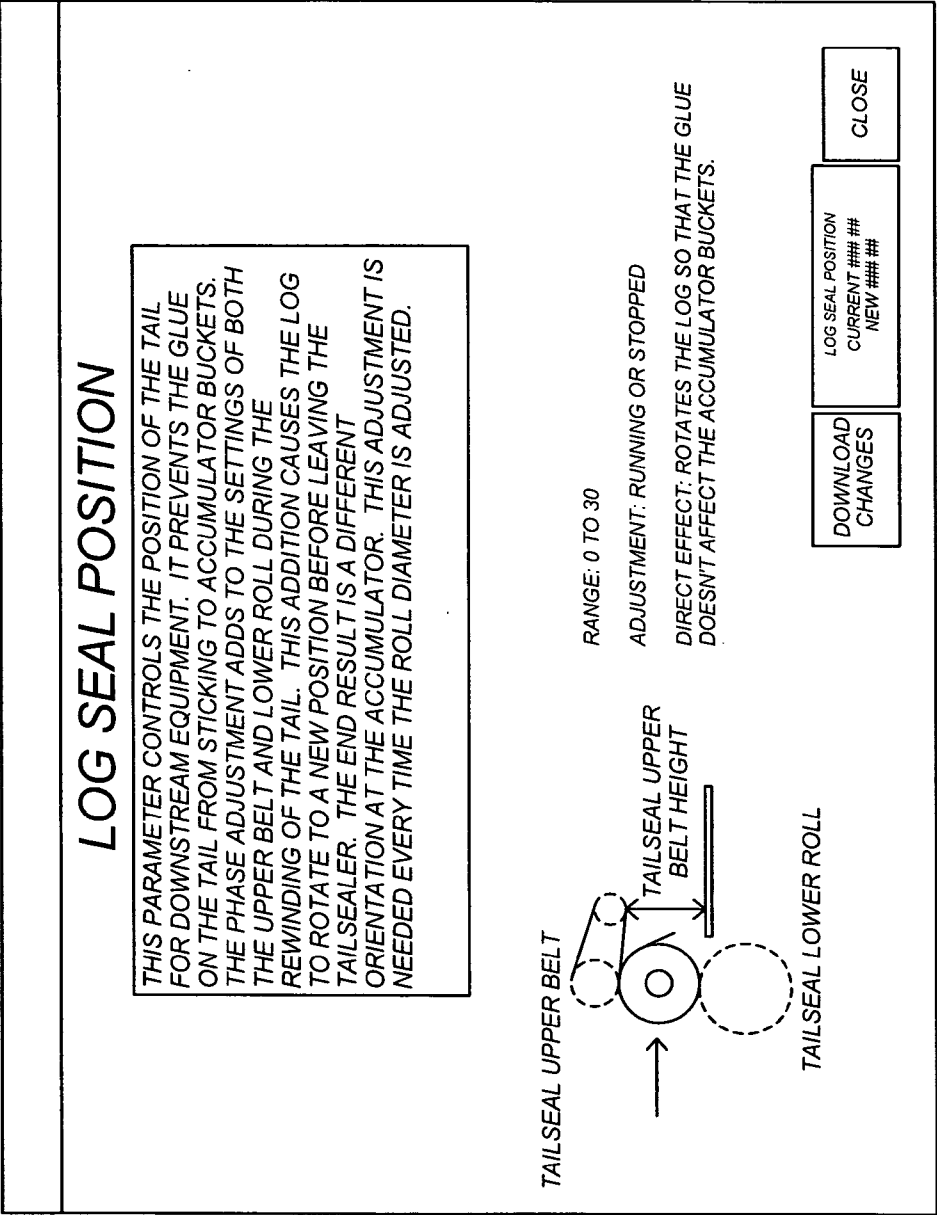 LOG SEAL POSITION
THIS PARAMETER CONTROLS THE POSITION OF THE TAIL
FOR DOWNSTREAM EQUIPMENT. IT PREVENTS THE GLUE
ON THE TAIL FROM STICKING TO ACCUMULATOR BUCKETS.
THE PHASE ADJUSTMENT ADDS TO THE SETTINGS OF BOTH
THE UPPER BELT AND LOWER ROLL DURING THE
REWINDING OF THE TAIL. THIS ADDITION CAUSES THE LOG
TO ROTATE TO A NEW POSITION BEFORE LEAVING THE
TAILSEALER. THE END RESULT IS A DIFFERENT
ORIENTATION AT THE ACCUMULATOR. THIS ADJUSTMENT IS
NEEDED EVERY TIME THE ROLL DIAMETER IS ADJUSTED.
TAILSEAL UPPER BELT
TAILSEAL UPPER
BELT HEIGHT
TAILSEAL LOWER ROLL
RANGE: 0 TO 30
ADJUSTMENT: RUNNING OR STOPPED
DIRECT EFFECT: ROTATES THE LOG SO THAT THE GLUE
DOESN'T AFFECT THE ACCUMULATOR BUCKETS.
DOWNLOAD
CHANGES
LOG SEAL POSITION
CURRENT ### ##
NEW ### ##
CLOSE